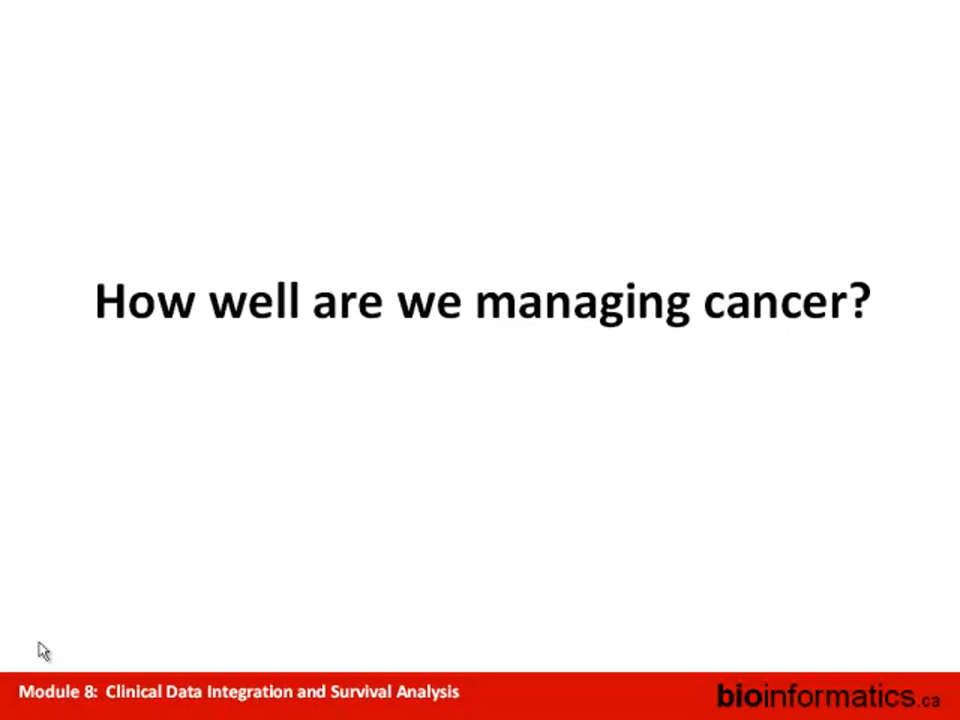 How well are we managing cancer?
Module 8: Clinical Data Integration and Survival Analysis
bioinformatics.ca